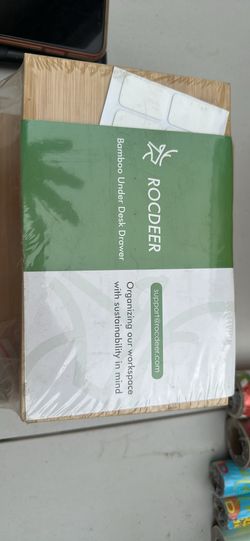 ROCDEER
Bamboo Under Desk Drawer
support@rocdeer.com
Organizing our workspace
with sustainability in mind